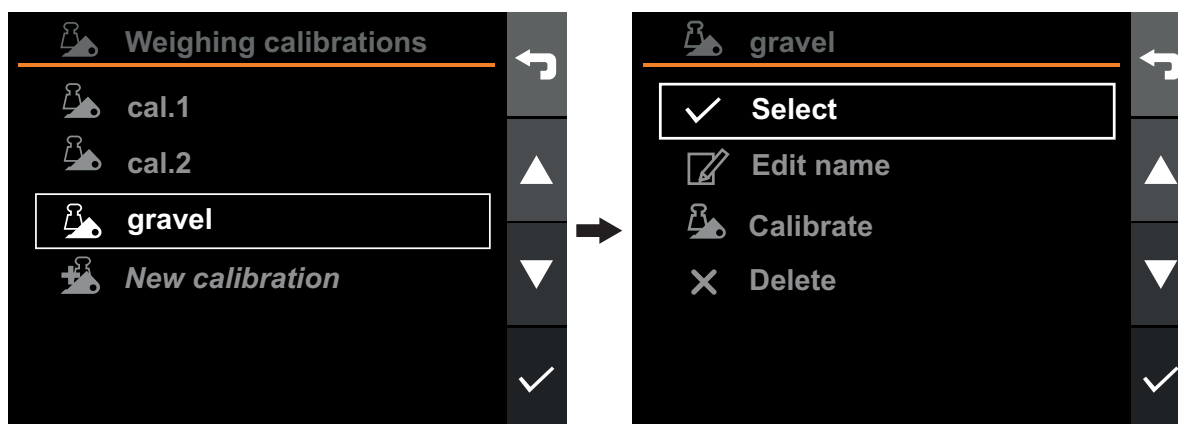 Weighing calibrations
cal.1
cal.2
gravel
New calibration
gravel
Select
Edit name
Calibrate
Delete